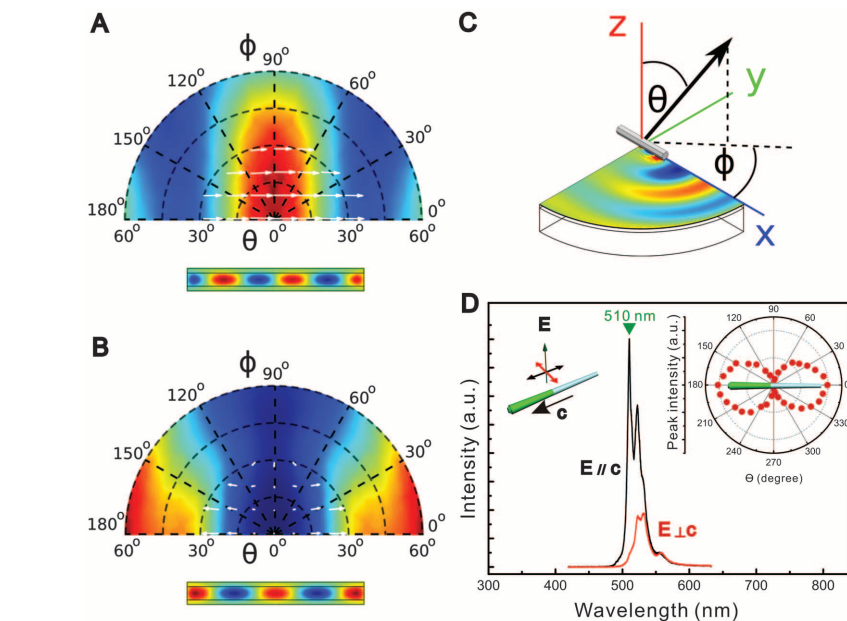 A
ϕ
90°
120°
60°
150°
30°
180°
0°
60°
30°
θ
0°
30°
60°
B
ϕ
90°
120°
60°
150°
30°
180°
0°
60°
30°
θ
0°
30°
60°
C
z
θ
y
ϕ
x
D
510 nm
E
c
E // c
E ⊥ c
Intensity (a.u.)
300 400 500 600 700 800
Wavelength (nm)
Peak intensity (a.u.)
90
120
60
150
30
180
0
210
330
240
270
300
Θ (degree)